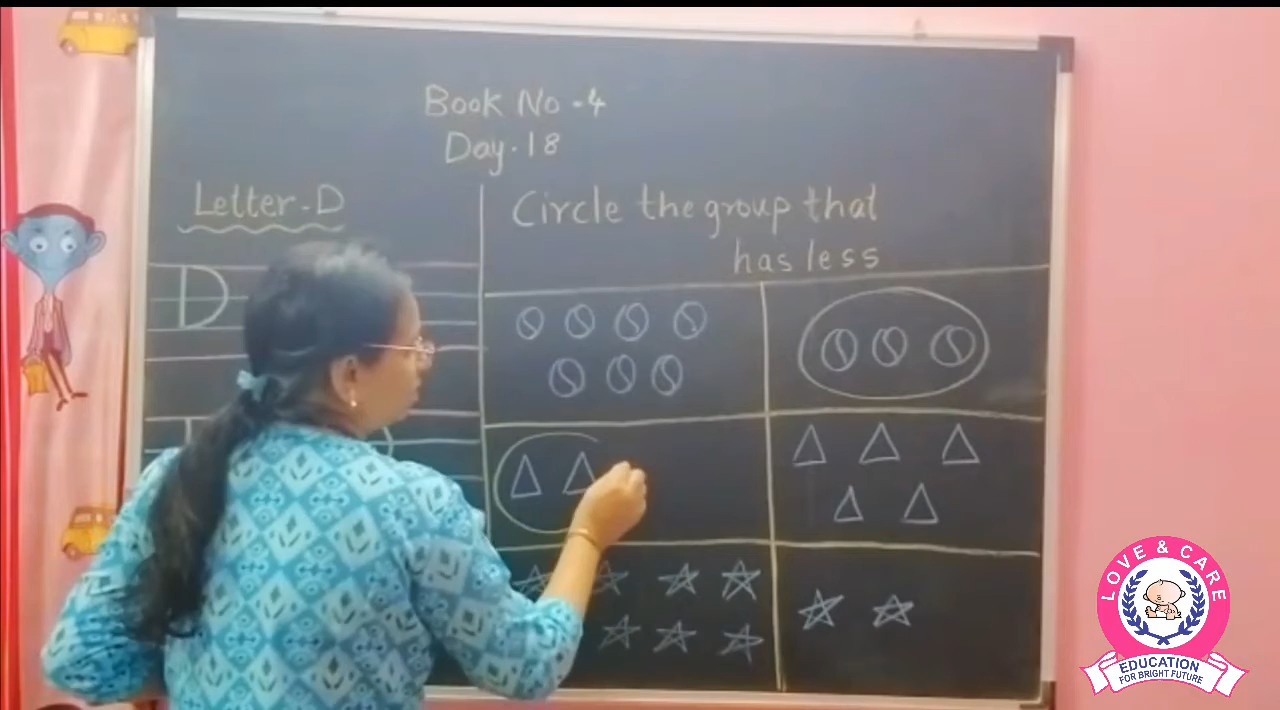 Book No - 4
Day. 18
Letter - D
D
Circle the group that
has less
LOVE & CARE
EDUCATION
FOR BRIGHT FUTURE